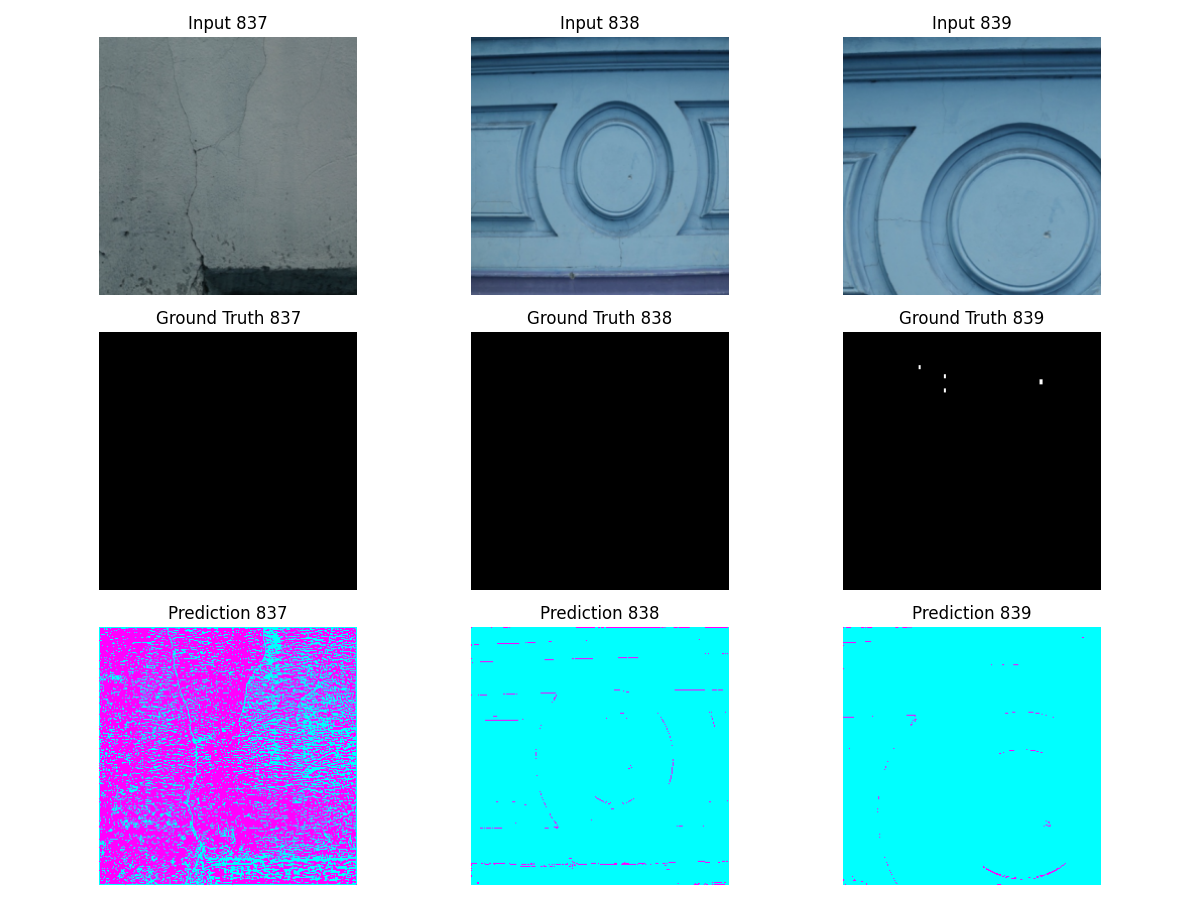 Input 837
Input 838
Input 839
Ground Truth 837
Ground Truth 838
Ground Truth 839
Prediction 837
Prediction 838
Prediction 839